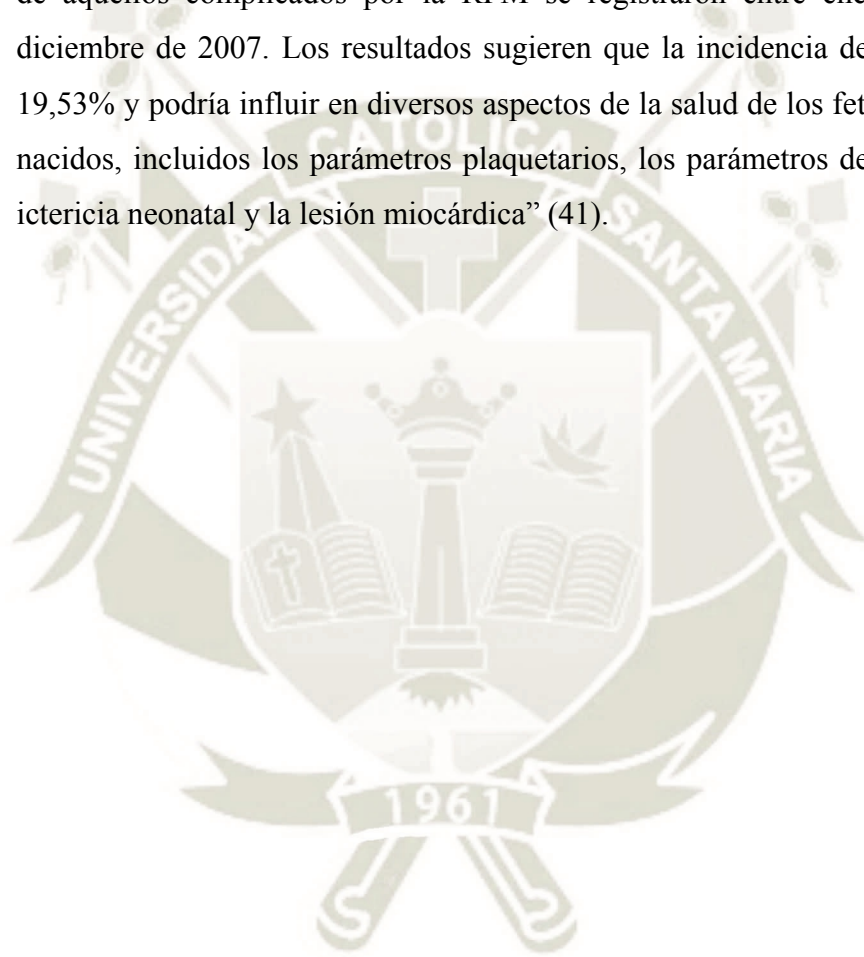 de aquellos complicados por la RPM se registraron entre
diciembre de 2007. Los resultados sugieren que la incidencia de
19,53% y podría influir en diversos aspectos de la salud de los
nacidos, incluidos los parámetros plaquetarios, los parámetros de
ictericia neonatal y la lesión miocárdica” (41).
UNIVERSIDAD CATOLICA SANTA MARIA
1961